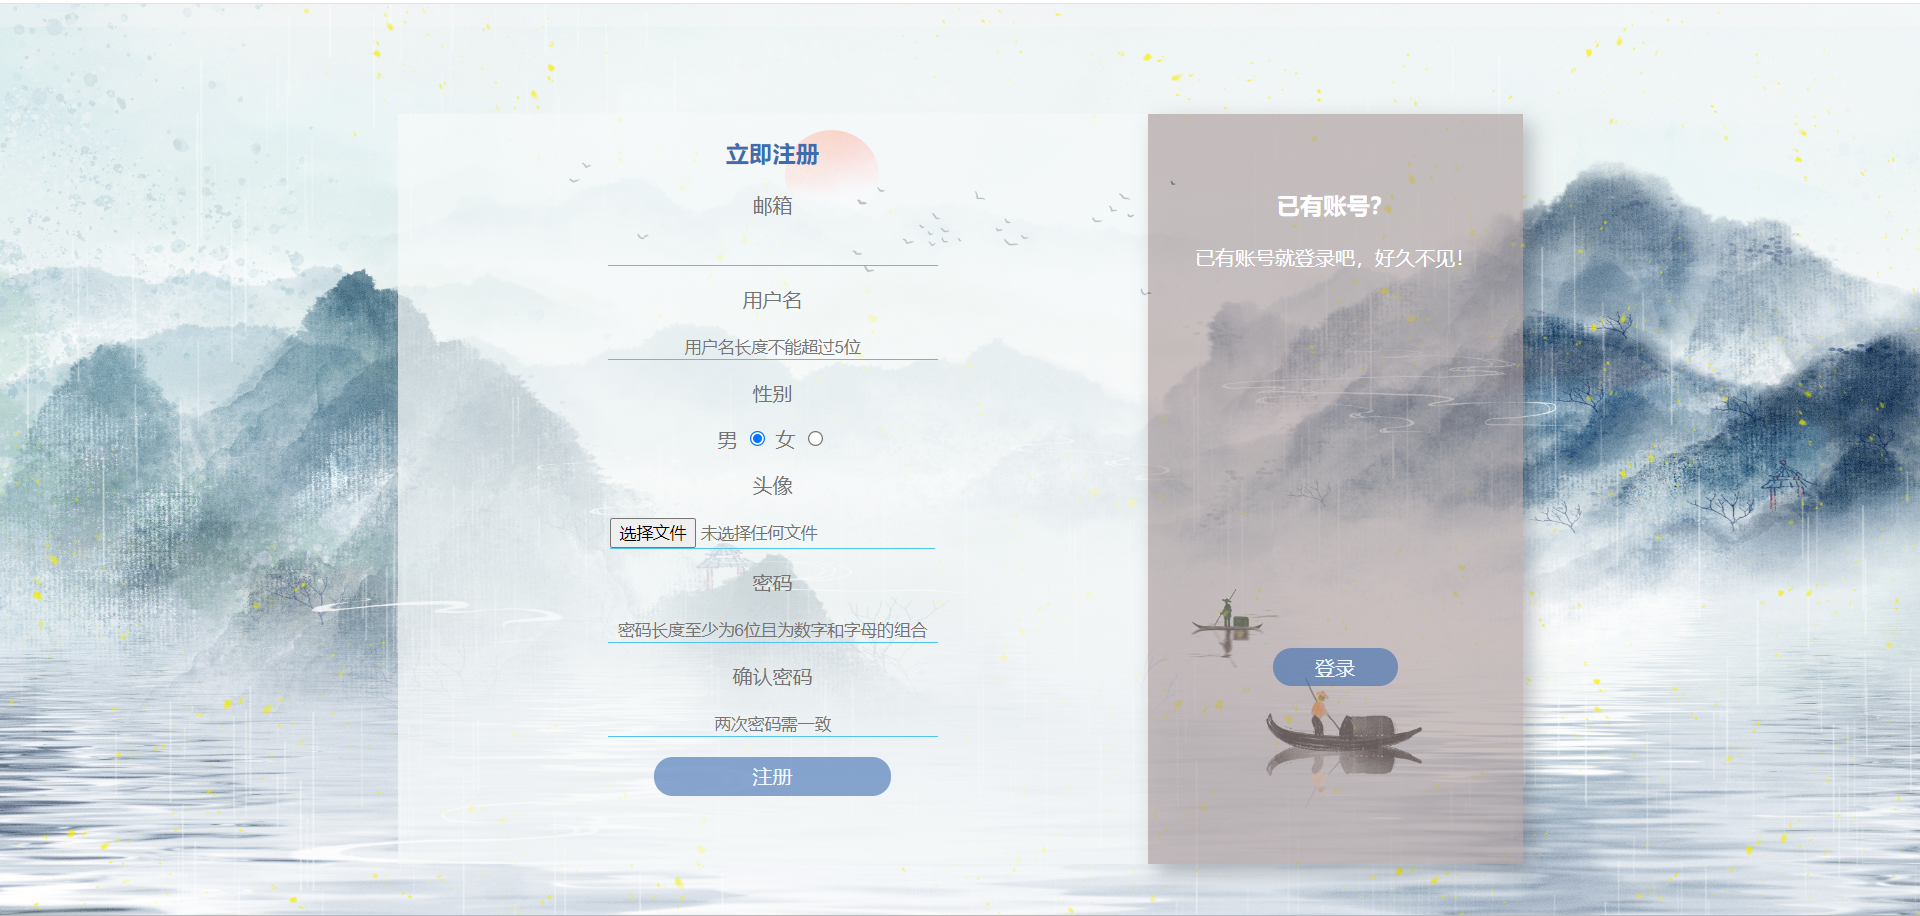 立即注册
邮箱
用户名
用户名长度不能超过5位
性别
男 女
头像
选择文件 未选择任何文件
密码
密码长度至少为6位且为数字和字母的组合
确认密码
两次密码需一致
注册
已有账号?
已有账号就登录吧，好久不见！
登录